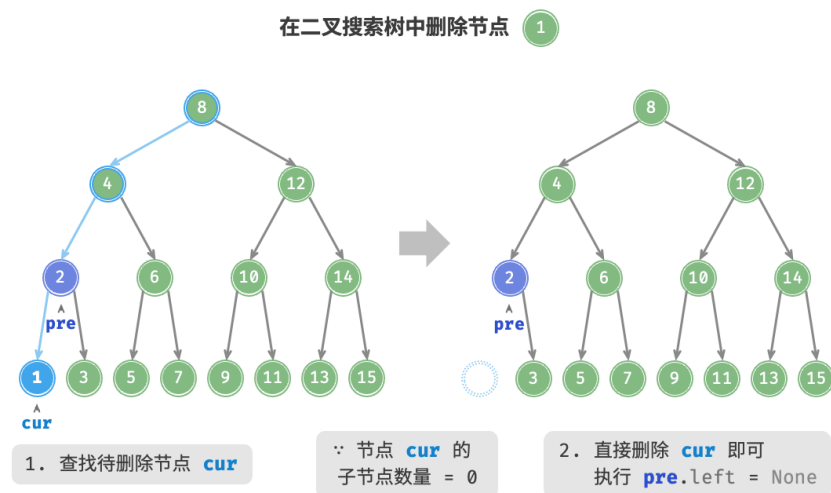 在二叉搜索树中删除节点 1
8
4 12
2 6 10 14
pre
1 3 5 7 9 11 13 15
cur
1. 查找待删除节点 cur
8
4 12
2 6 10 14
pre
3 5 7 9 11 13 15
∵ 节点 cur 的
子节点数量 = 0
2. 直接删除 cur 即可
执行 pre.left = None